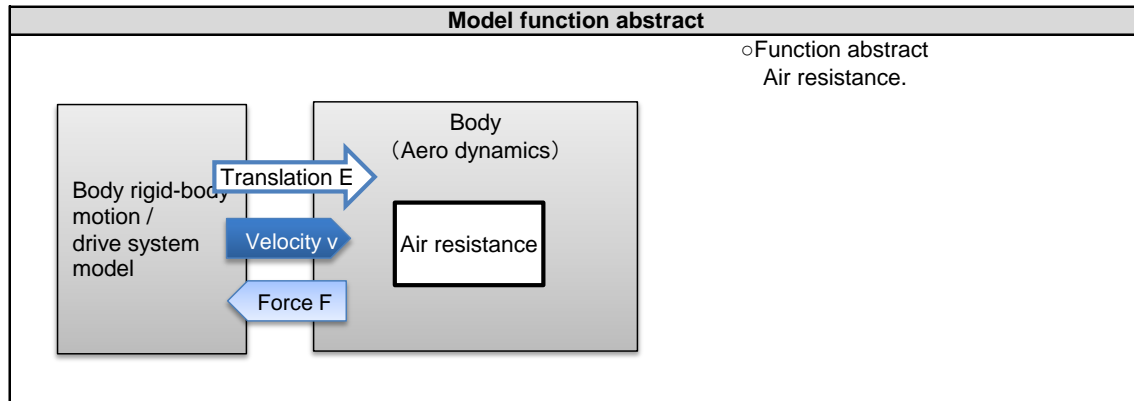 Model function abstract
○Function abstract
Air resistance.
Body
（Aero dynamics）
Translation E
Body rigid-body
motion /
drive system
model
Velocity v
Air resistance
Force F